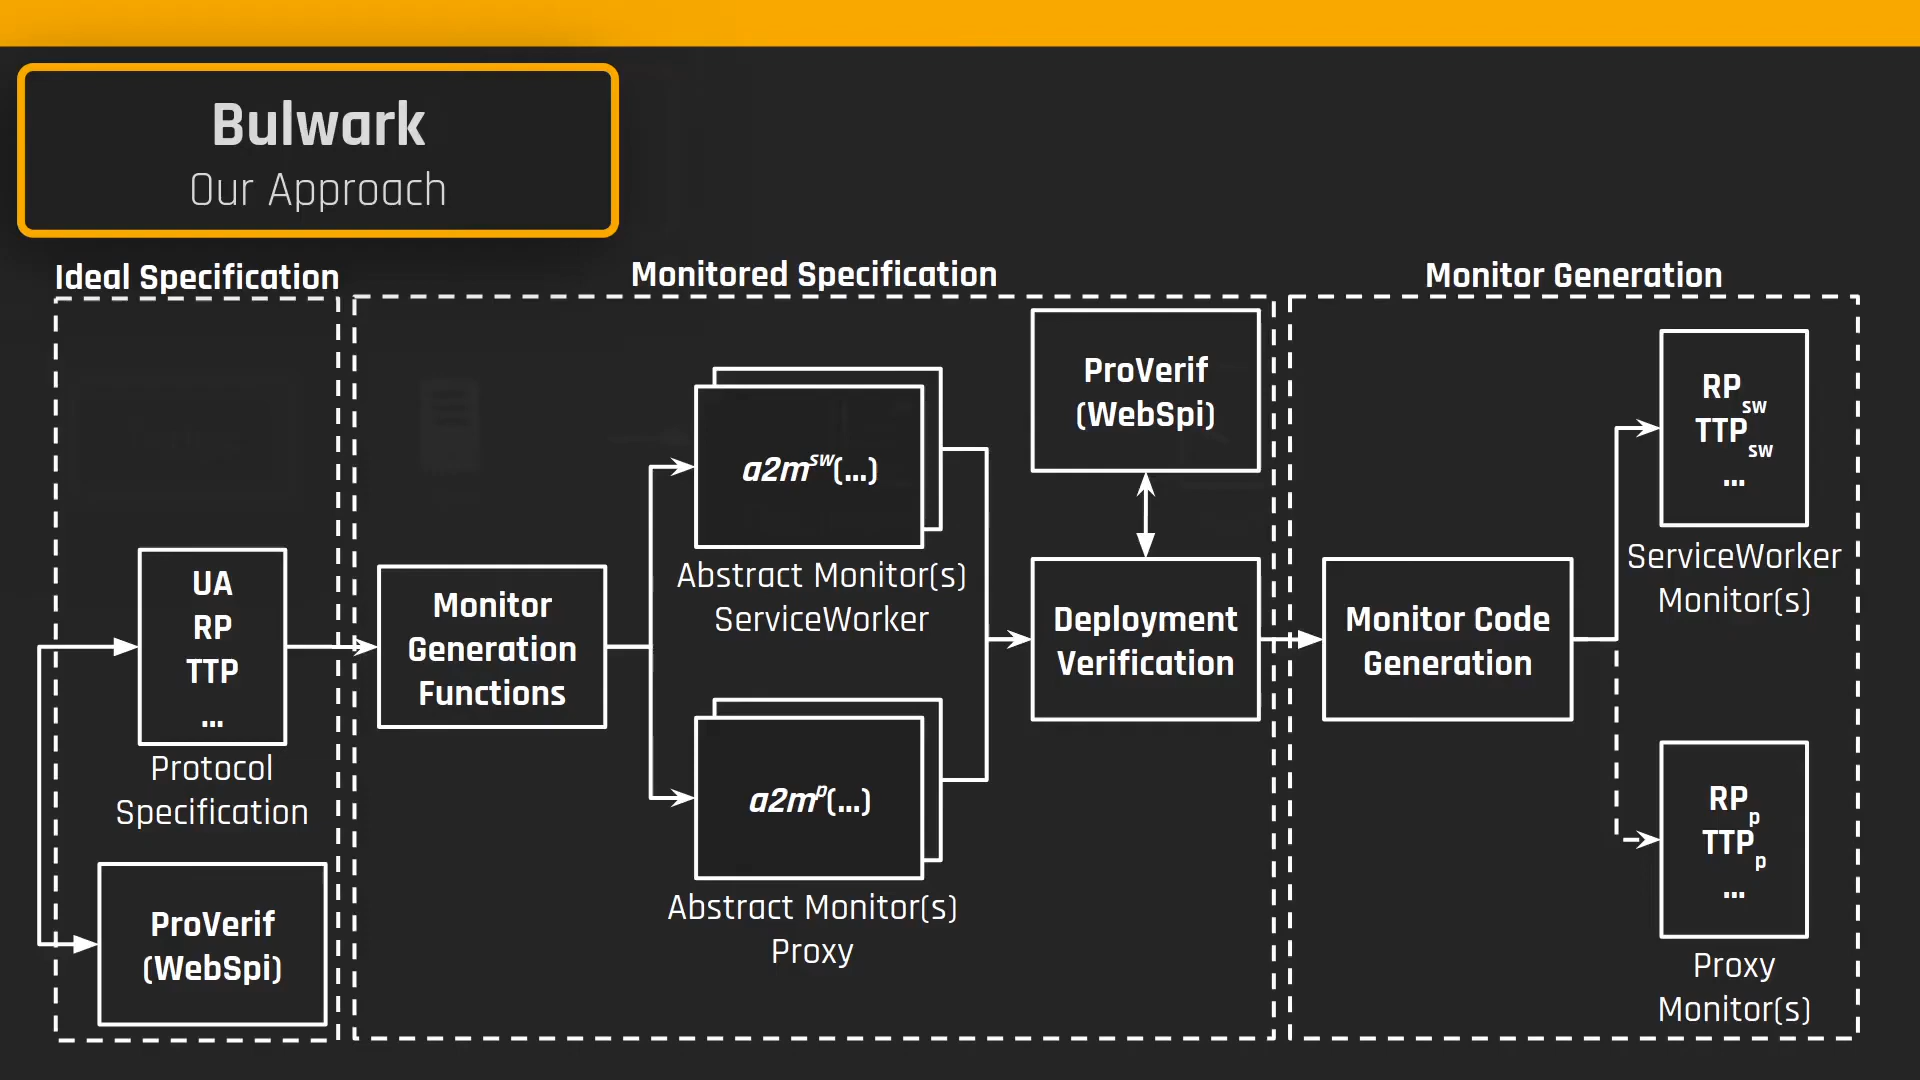 Bulwark
Our Approach
Ideal Specification
UA
RP
TTP
...
Protocol
Specification
ProVerif
(WebSpi)
Monitored Specification
Monitor
Generation
Functions
a2m^sw(...)
Abstract Monitor(s)
ServiceWorker
a2m^p(...)
Abstract Monitor(s)
Proxy
ProVerif
(WebSpi)
Deployment
Verification
Monitor Generation
Monitor Code
Generation
RP_sw
TTP_sw
...
ServiceWorker
Monitor(s)
RP_p
TTP_p
...
Proxy
Monitor(s)